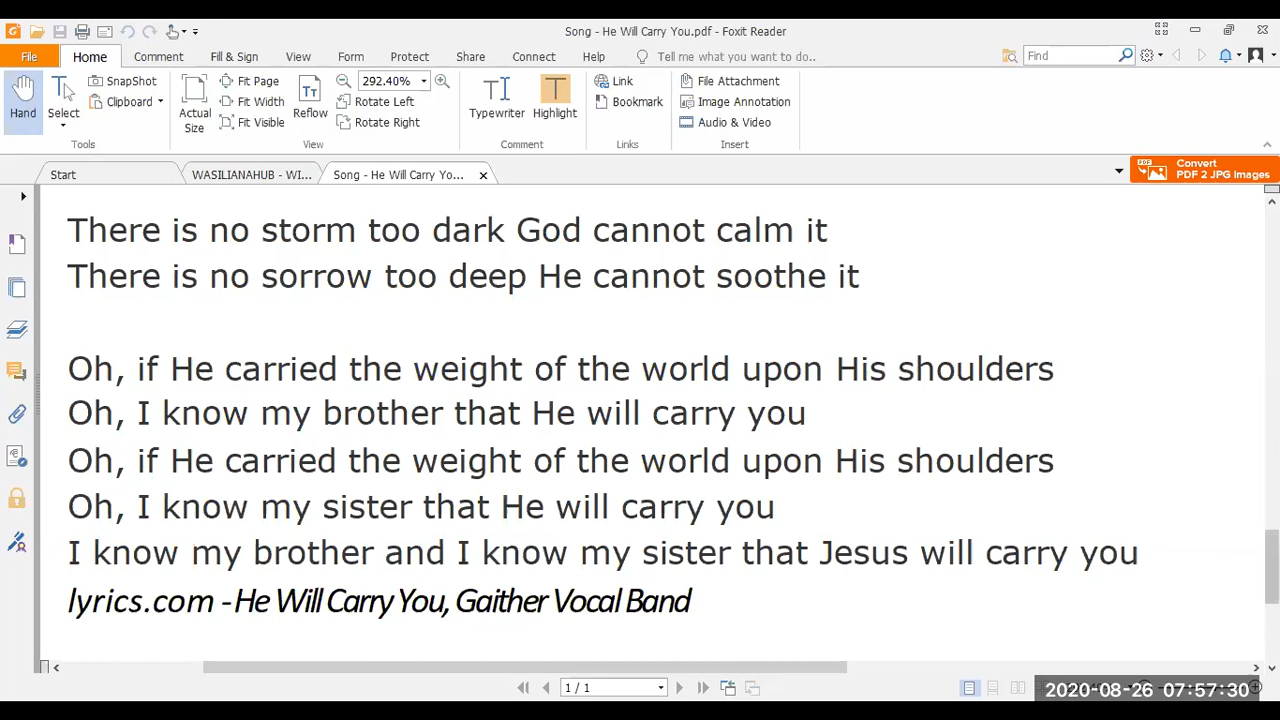 Song - He Will Carry You.pdf - Foxit Reader
File Home Comment Fill & Sign View Form Protect Share Connect Help Tell me what you want to do.. Find
Hand
Select
SnapShot
Clipboard
Tools
Actual Size
Fit Page
Fit Width
Fit Visible
Reflow
292.40%
Rotate Left
Rotate Right
View
Typewriter
Highlight
Comment
Link
Bookmark
Links
File Attachment
Image Annotation
Audio & Video
Insert
Start WASILIANAHUB - WI... Song - He Will Carry Yo...
Convert
PDF 2 JPG Images
There is no storm too dark God cannot calm it
There is no sorrow too deep He cannot soothe it
Oh, if He carried the weight of the world upon His shoulders
Oh, I know my brother that He will carry you
Oh, if He carried the weight of the world upon His shoulders
Oh, I know my sister that He will carry you
I know my brother and I know my sister that Jesus will carry you
lyrics.com - He Will Carry You, Gaither Vocal Band
1 / 1
2020-08-26 07:57:30